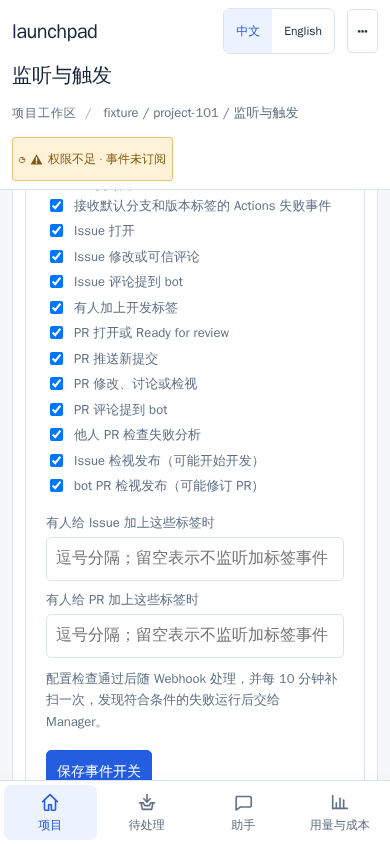 launchpad
中文
English
监听与触发
项目工作区 / fixture / project-101 / 监听与触发
权限不足 · 事件未订阅
接收默认分支和版本标签的 Actions 失败事件
Issue 打开
Issue 修改或可信评论
Issue 评论提到 bot
有人加上开发标签
PR 打开或 Ready for review
PR 推送新提交
PR 修改、讨论或检视
PR 评论提到 bot
他人 PR 检查失败分析
Issue 检视发布（可能开始开发）
bot PR 检视发布（可能修订 PR）
有人给 Issue 加上这些标签时
逗号分隴；留空表示不监听加标签事件
有人给 PR 加上这些标签时
逗号分隔；留空表示不监听加标签事件
配置检查通过后随 Webhook 处理，并每 10 分钟补
扫一次，发现符合条件的失败运行后交给
Manager。
保存事件开关
项目
待处理
助手
用量与成本